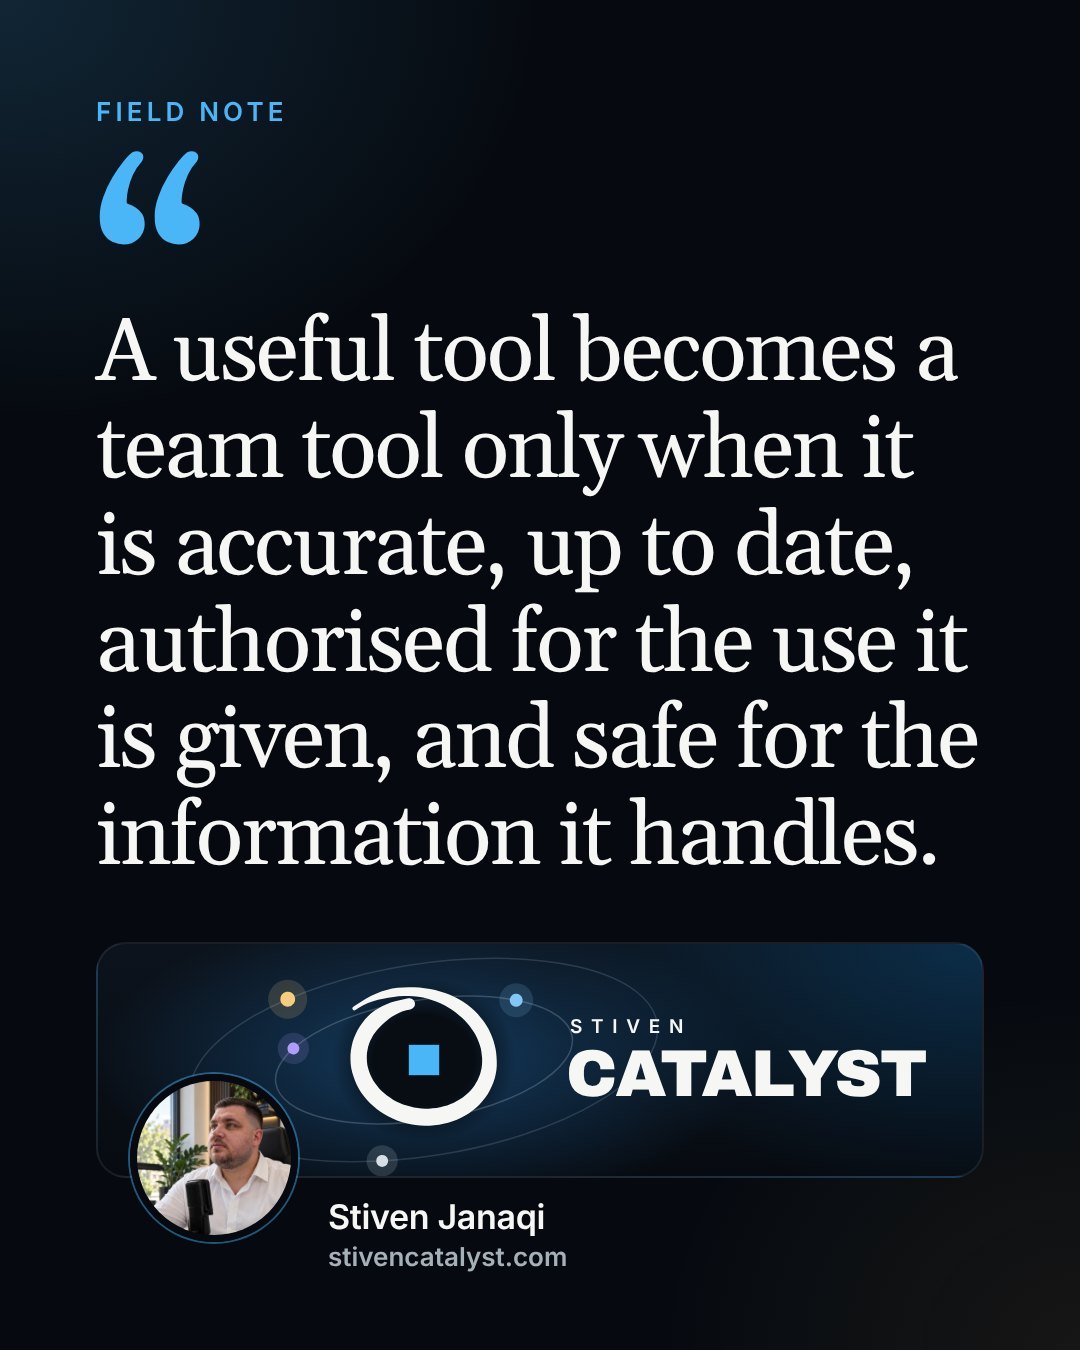 FIELD NOTE
“
A useful tool becomes a
team tool only when it
is accurate, up to date,
authorised for the use it
is given, and safe for the
information it handles.
STIVEN
CATALYST
Stiven Janaqi
stivencatalyst.com